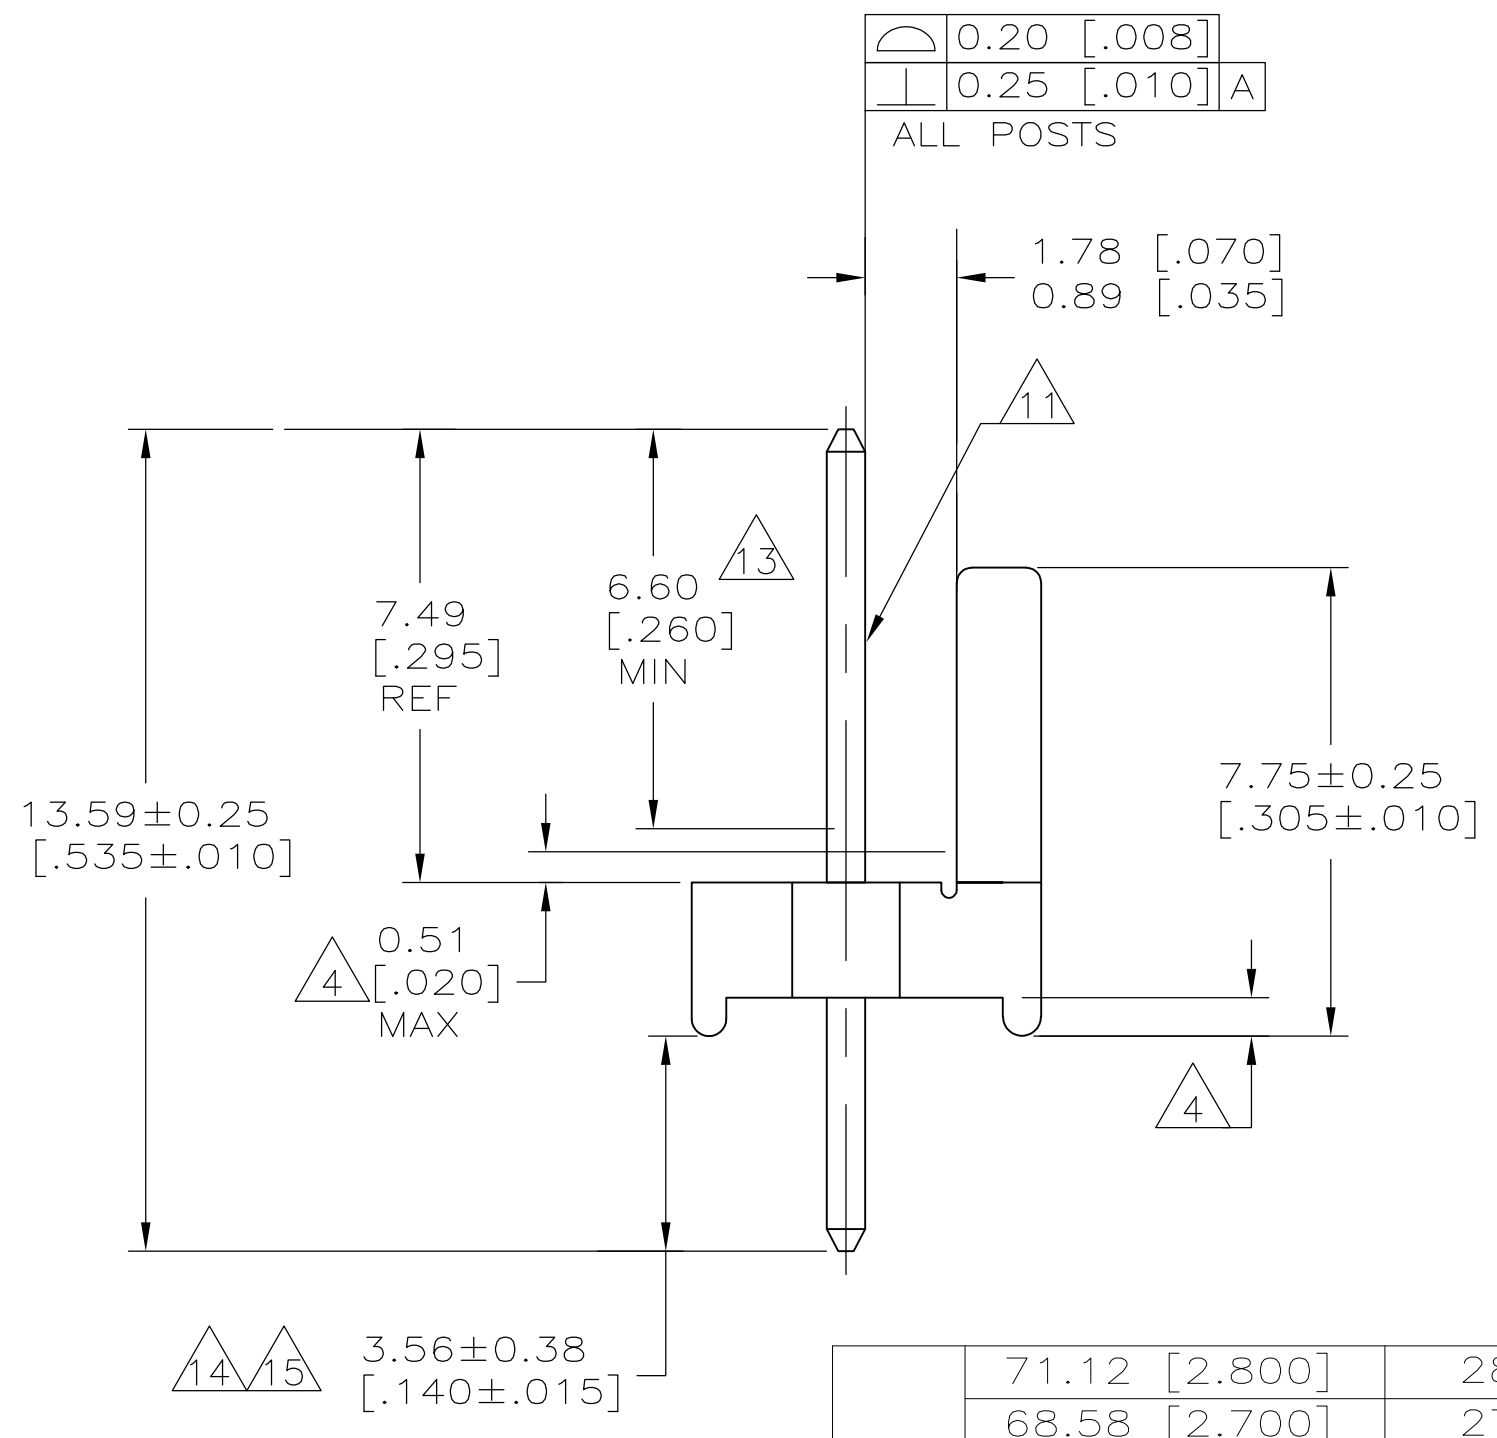 0.20 [.008]
0.25 [.010] A
ALL POSTS
1.78 [.070]
0.89 [.035]
11
13
6.60
[.260]
MIN
7.49
[.295]
REF
7.75±0.25
[.305±.010]
13.59±0.25
[.535±.010]
4
0.51
[.020]
MAX
4
14 15
3.56±0.38
[.140±.015]
71.12 [2.800] 28
68.58 [2.700] 27